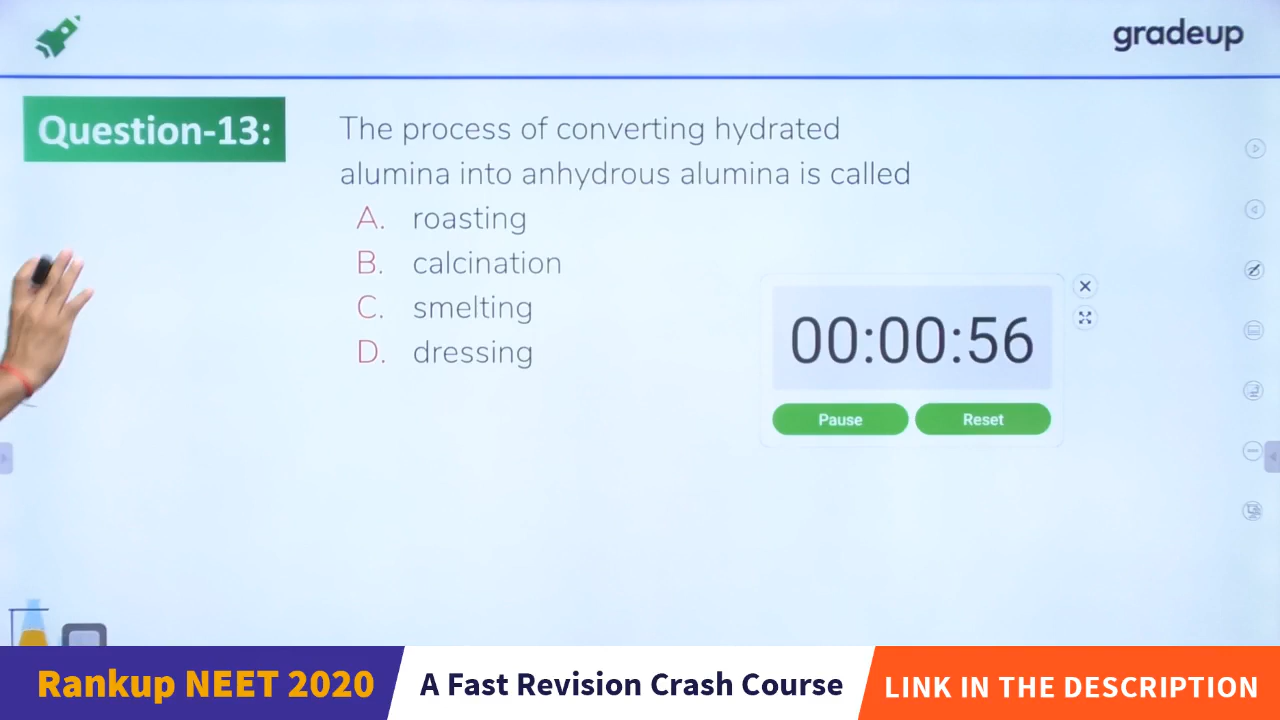 gradeup
Question-13:
The process of converting hydrated
alumina into anhydrous alumina is called
A. roasting
B. calcination
C. smelting
D. dressing
00:00:56
Pause
Reset
Rankup NEET 2020
A Fast Revision Crash Course
LINK IN THE DESCRIPTION